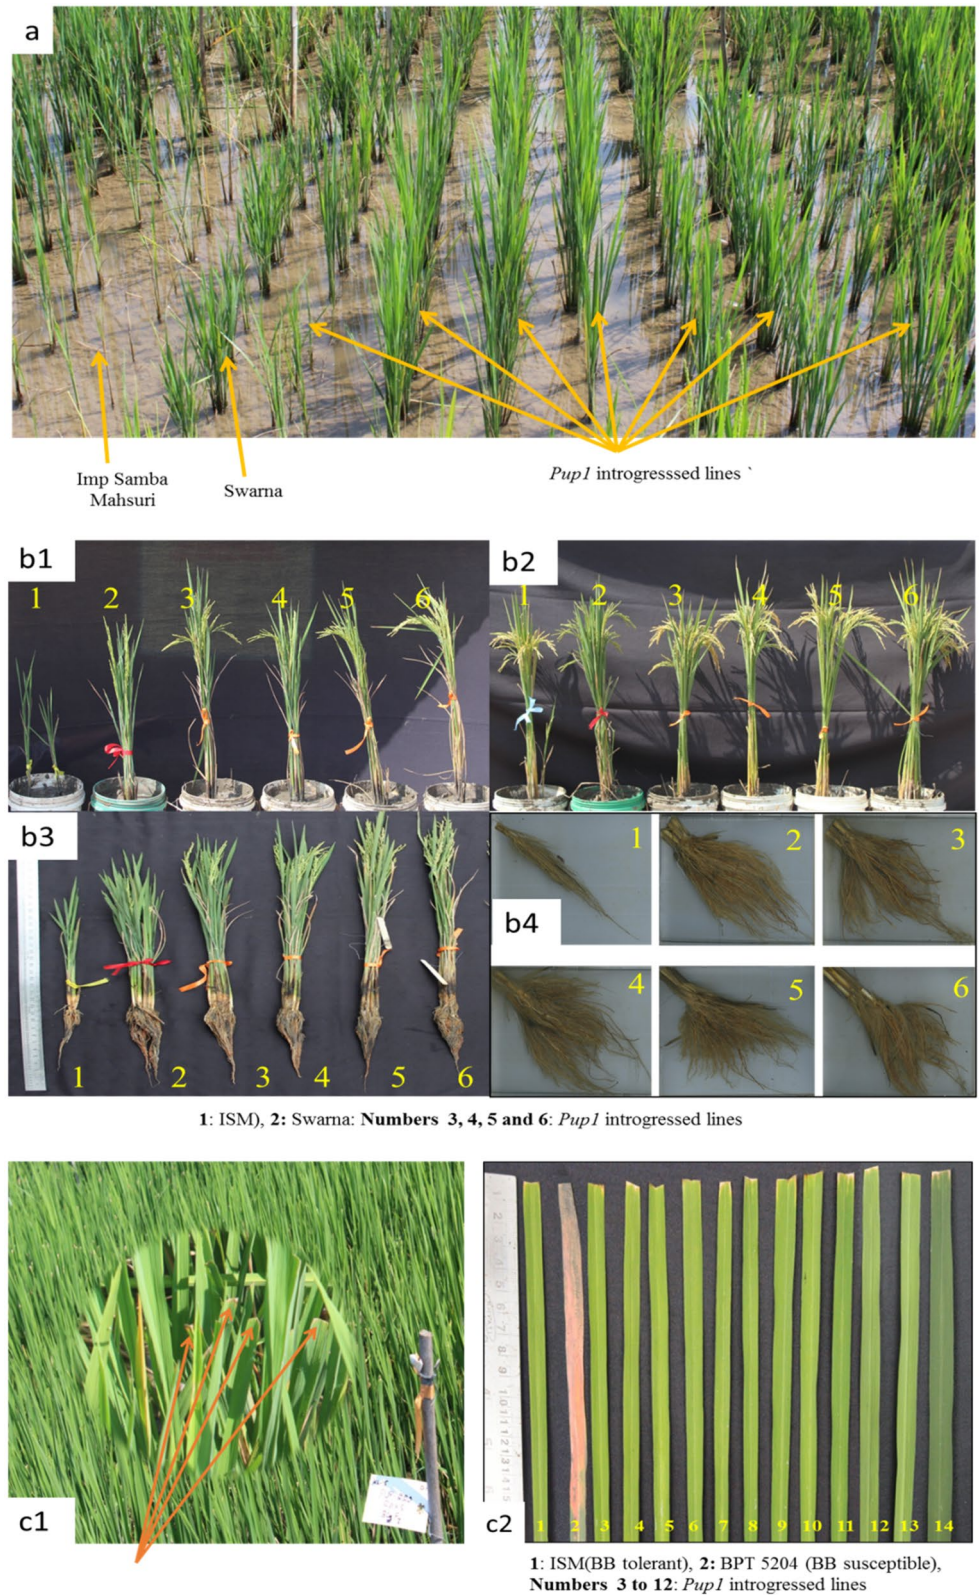 a
Imp Samba
Mahsuri
Swarna
Pup1 introgresssed lines `
b1
1 2 3 4 5 6
b2
1 2 3 4 5 6
b3
1 2 3 4 5 6
b4
1 2 3
4 5 6
1: ISM), 2: Swarna: Numbers 3, 4, 5 and 6: Pup1 introgressed lines
c1
c2
1 2 3 4 5 6 7 8 9 10 11 12 13 14
1: ISM(BB tolerant), 2: BPT 5204 (BB susceptible),
Numbers 3 to 12: Pup1 introgressed lines